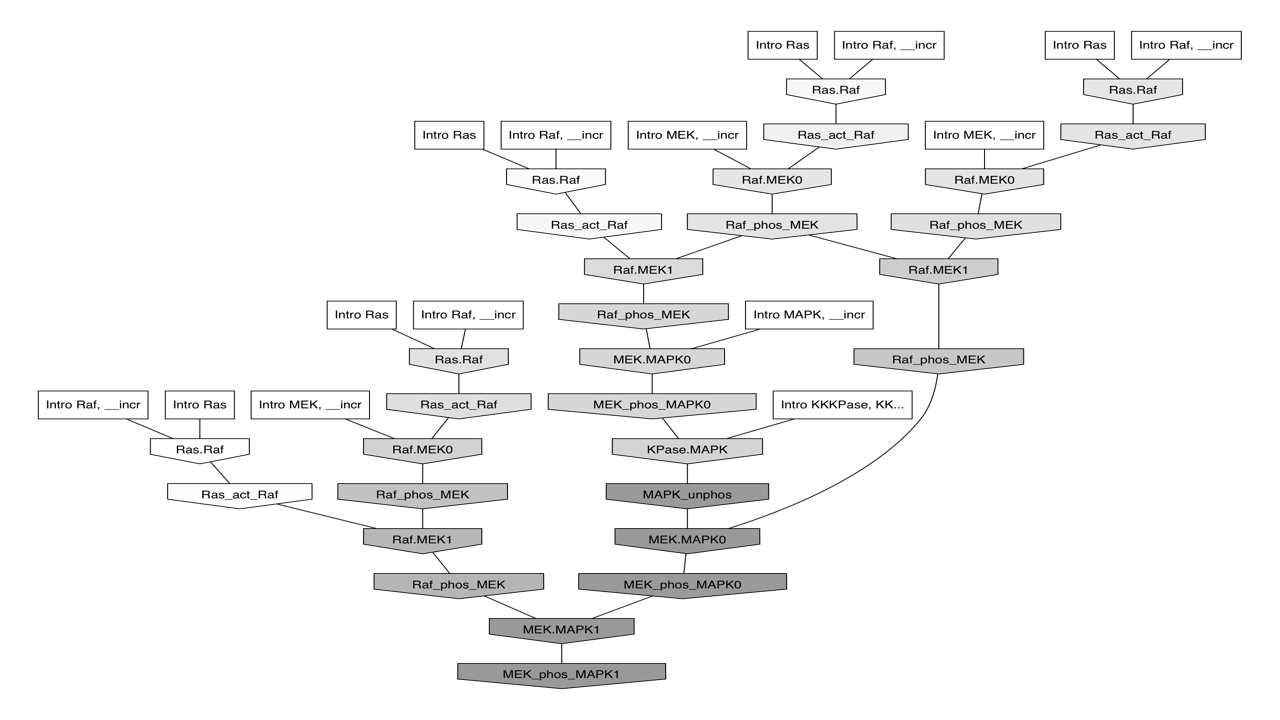 Intro Ras
Intro Raf, __incr
Intro Ras
Intro Raf, __incr
Ras.Raf
Ras.Raf
Intro Ras
Intro Raf, __incr
Intro MEK, __incr
Ras_act_Raf
Intro MEK, __incr
Ras_act_Raf
Ras.Raf
Raf.MEK0
Raf.MEK0
Ras_act_Raf
Raf_phos_MEK
Raf_phos_MEK
Raf.MEK1
Raf.MEK1
Intro Ras
Intro Raf, __incr
Raf_phos_MEK
Intro MAPK, __incr
Ras.Raf
MEK.MAPK0
Raf_phos_MEK
Intro Raf, __incr
Intro Ras
Intro MEK, __incr
Ras_act_Raf
MEK_phos_MAPK0
Intro KKKPase, KK...
Ras.Raf
Raf.MEK0
KPase.MAPK
Ras_act_Raf
Raf_phos_MEK
MAPK_unphos
Raf.MEK1
MEK.MAPK0
Raf_phos_MEK
MEK_phos_MAPK0
MEK.MAPK1
MEK_phos_MAPK1